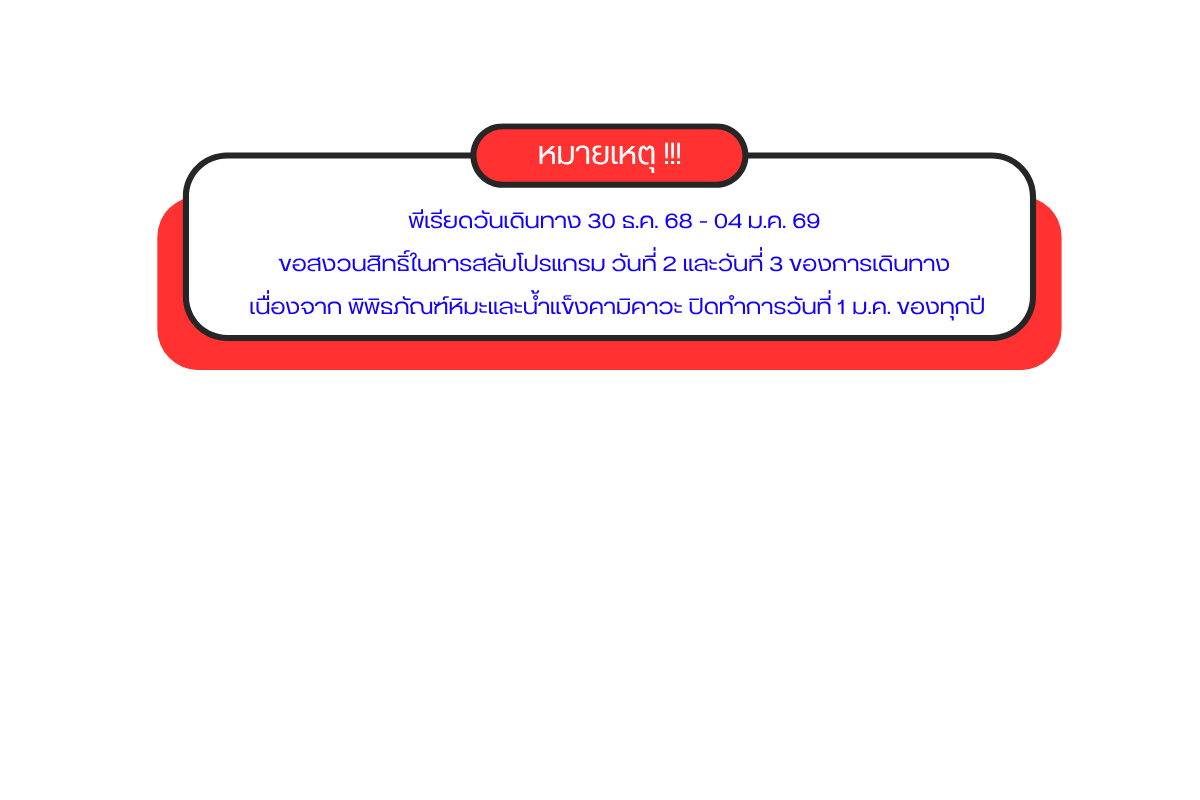 หมายเหตุ !!!
พีเรียดวันเดินทาง 30 ธ.ค. 68 - 04 ม.ค. 69
ขอสงวนสิทธิ์ในการสลับโปรแกรม วันที่ 2 และวันที่ 3 ของการเดินทาง
เนื่องจาก พิพิธภัณฑ์หิมะและน้ำแข็งคามิคาวะ ปิดทำการวันที่ 1 ม.ค. ของทุกปี